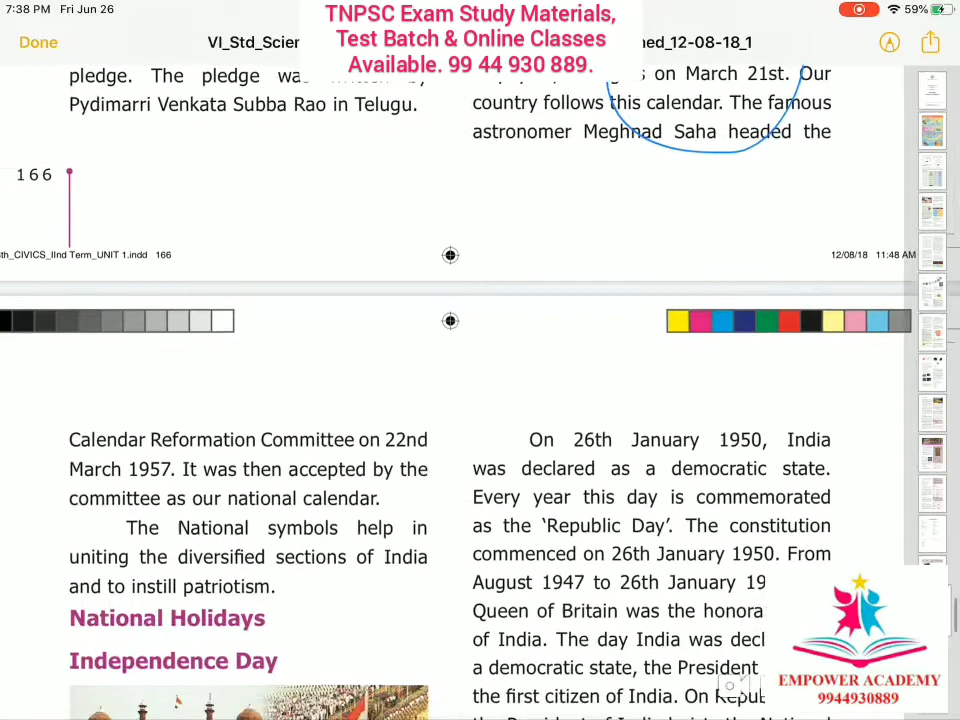 7:38 PM Fri Jun 26
59%
Done
VI_Std_Scien
ned_12-08-18_1
TNPSC Exam Study Materials,
Test Batch & Online Classes
Available. 99 44 930 889.
pledge. The pledge was written by
Pydimarri Venkata Subba Rao in Telugu.
166
th_CIVICS_IInd Term_UNIT 1.indd 166
s on March 21st. Our
country follows this calendar. The famous
astronomer Meghnad Saha headed the
12/08/18 11:48 AM
Calendar Reformation Committee on 22nd
March 1957. It was then accepted by the
committee as our national calendar.
The National symbols help in
uniting the diversified sections of India
and to instill patriotism.
National Holidays
Independence Day
On 26th January 1950, India
was declared as a democratic state.
Every year this day is commemorated
as the ‘Republic Day’. The constitution
commenced on 26th January 1950. From
August 1947 to 26th January 19
Queen of Britain was the honora
of India. The day India was decl
a democratic state, the President
the first citizen of India. On Repub
EMPOWER ACADEMY
9944930889